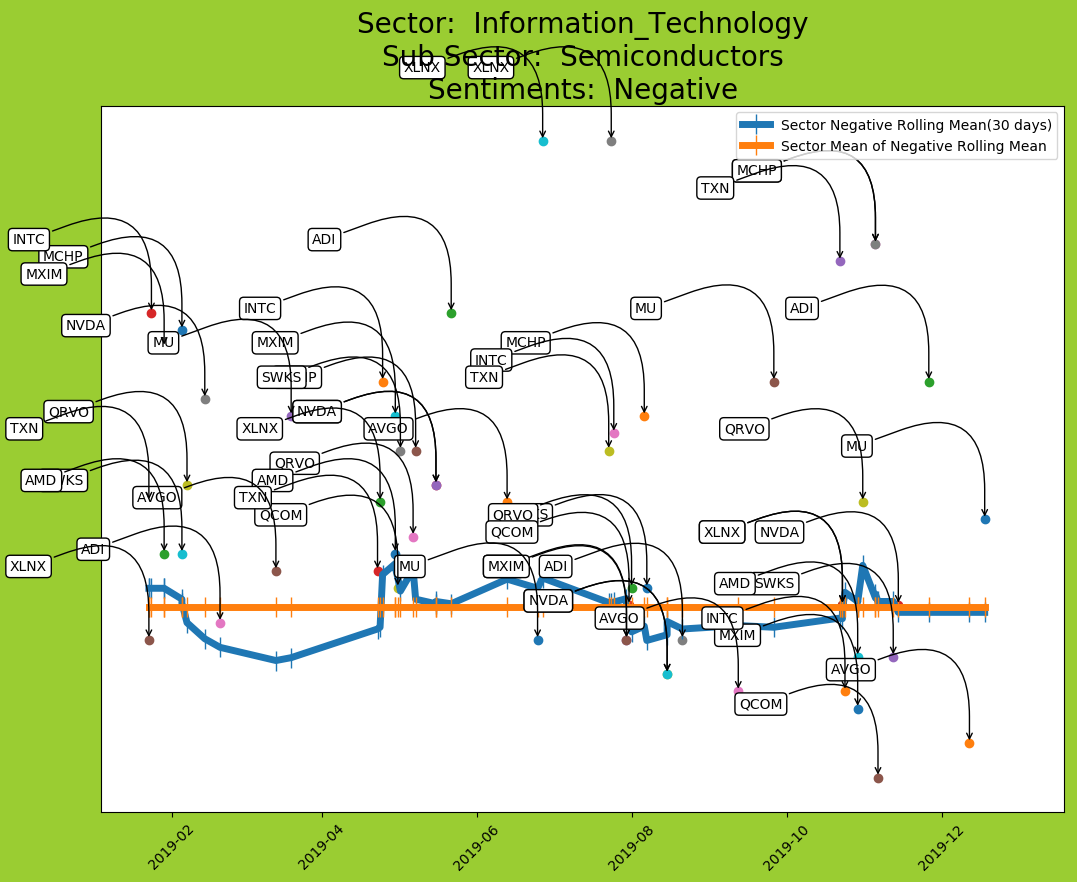 Sector:  Information_Technology
Sub Sector:  Semiconductors
Sentiments:  Negative
XLNX
XLNX
Sector Negative Rolling Mean(30 days)
Sector Mean of Negative Rolling Mean
MCHP
TXN
INTC
ADI
MCHP
MXIM
INTC
MU
ADI
NVDA
MU
MXIM
MCHP
INTC
SWKS
P
TXN
QRVO
NVDA
TXN
XLNX
AVGO
QRVO
MU
QRVO
AMD
KS
AMD
AVGO
TXN
QCOM
QRVO
S
QCOM
XLNX
NVDA
ADI
XLNX
MU
MXIM
ADI
AMD
SWKS
NVDA
AVGO
INTC
MXIM
AVGO
QCOM
2019-02
2019-04
2019-06
2019-08
2019-10
2019-12